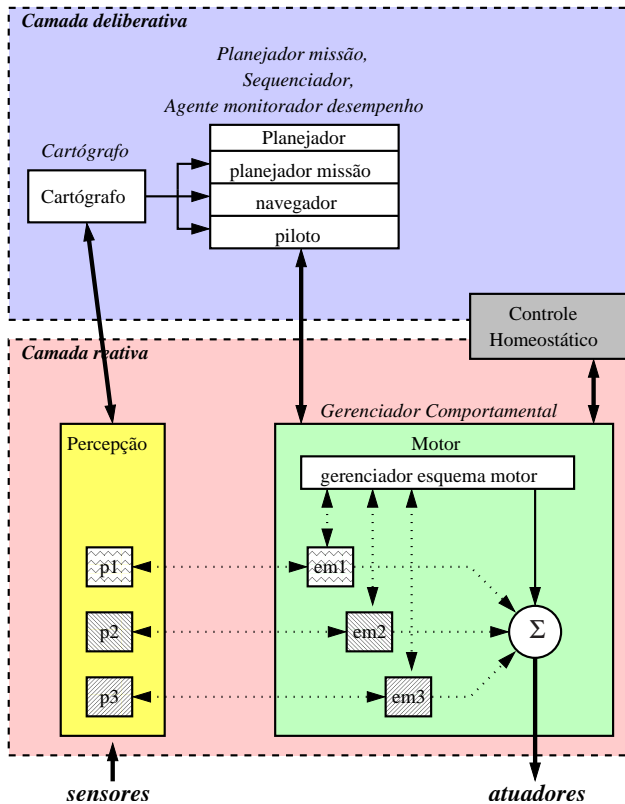 Camada deliberativa
Planejador missão,
Sequenciador,
Agente monitorador desempenho
Cartógrafo
Planejador
planejador missão
navegador
piloto
Cartógrafo
Controle
Homeostático
Camada reativa
Gerenciador Comportamental
Percepção
Motor
gerenciador esquema motor
p1
em1
p2
em2
Σ
p3
em3
sensores
atuadores